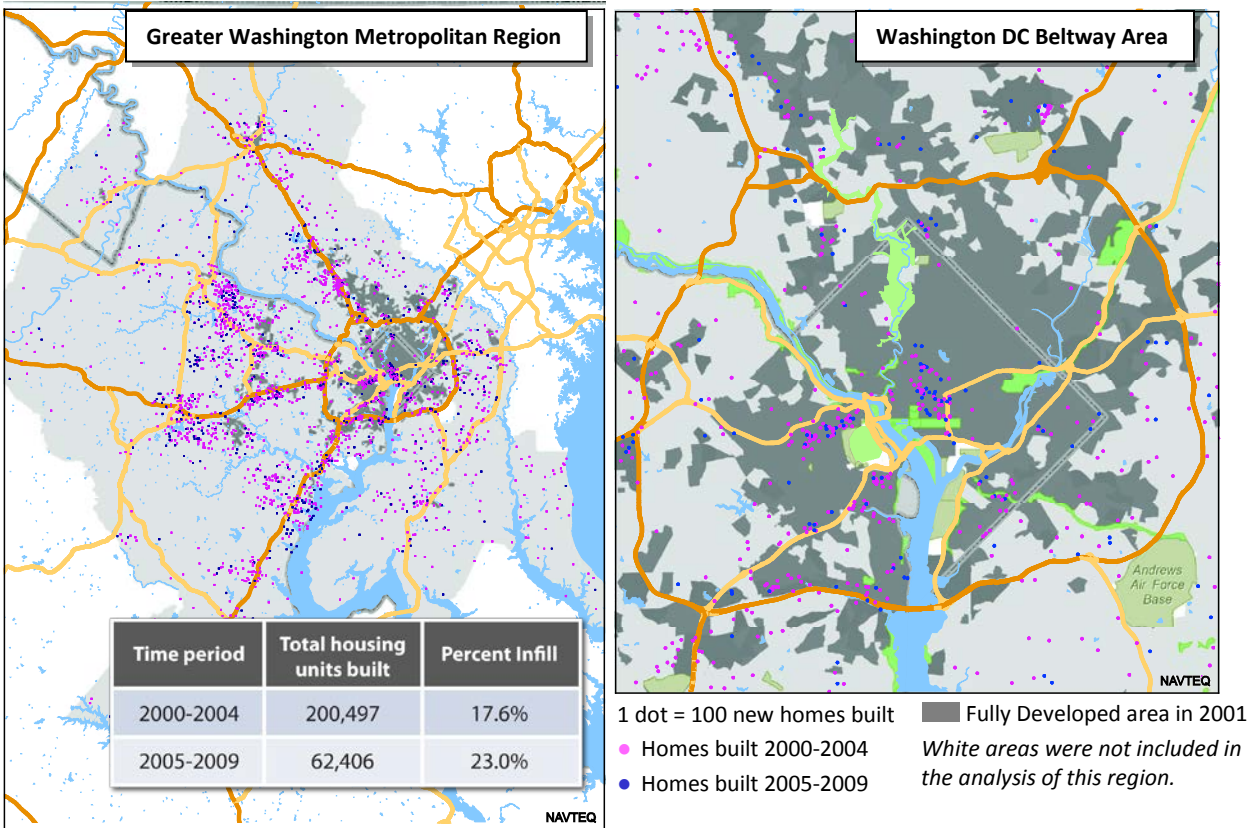 Greater Washington Metropolitan Region
Time period
Total housing
units built
Percent Infill
2000-2004
200,497
17.6%
2005-2009
62,406
23.0%
NAVTEQ
Washington DC Beltway Area
Andrews
Air Force
Base
NAVTEQ
1 dot = 100 new homes built
Homes built 2000-2004
Homes built 2005-2009
Fully Developed area in 2001
White areas were not included in
the analysis of this region.